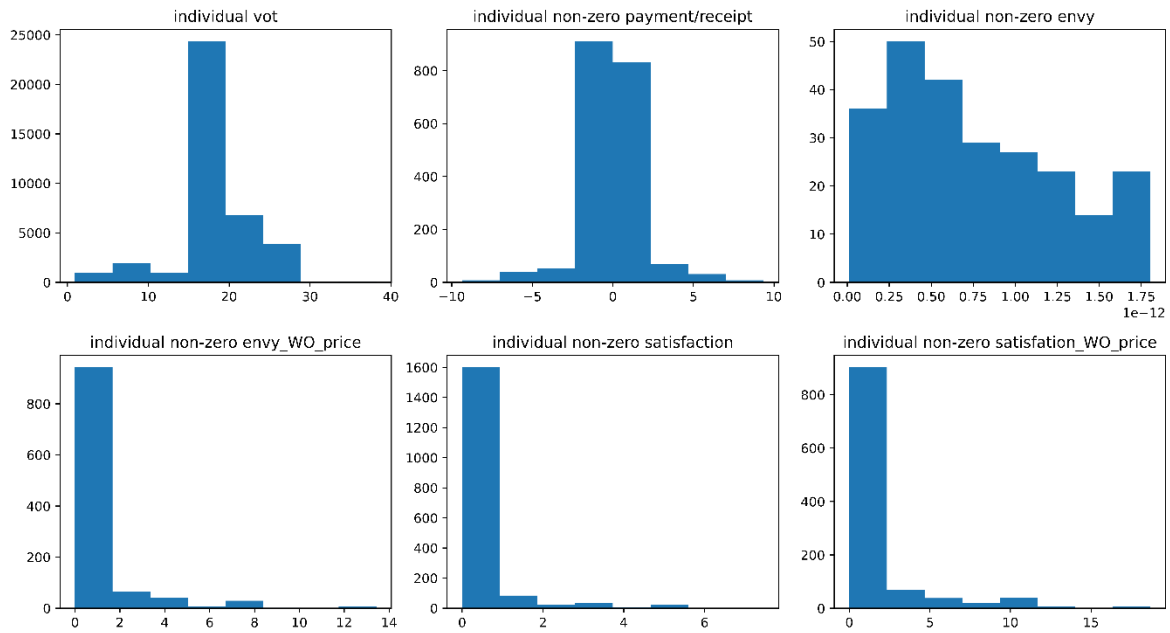 individual vot
25000
20000
15000
10000
5000
0
0 10 20 30 40
individual non-zero payment/receipt
800
600
400
200
0
−10 −5 0 5 10
individual non-zero envy
50
40
30
20
10
0
0.00 0.25 0.50 0.75 1.00 1.25 1.50 1.75
1e−12
individual non-zero envy_WO_price
800
600
400
200
0
0 2 4 6 8 10 12 14
individual non-zero satisfaction
1600
1400
1200
1000
800
600
400
200
0
0 2 4 6
individual non-zero satisfation_WO_price
800
600
400
200
0
0 5 10 15